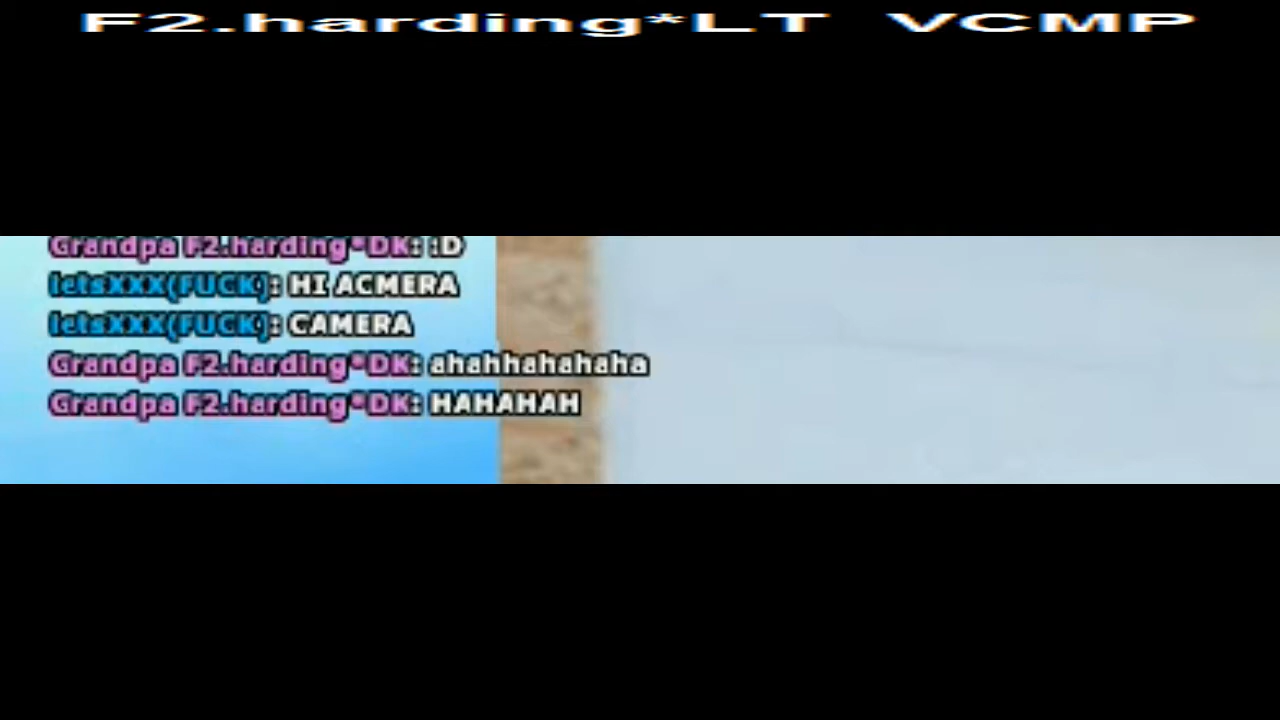 F2.harding*LT VCMP
Grandpa F2.harding*DK: :D
letsXXX(FUCK): HI ACMERA
letsXXX(FUCK): CAMERA
Grandpa F2.harding*DK: ahahhahahaha
Grandpa F2.harding*DK: HAHAHAH